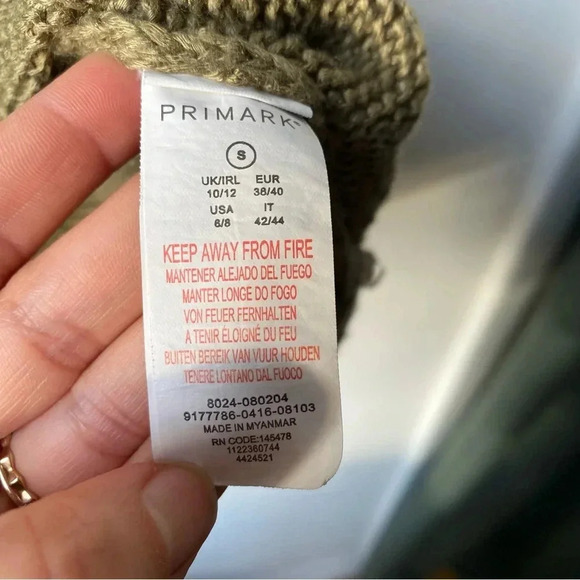 PRIMARK®
S
UK/IRL EUR
10/12 38/40
USA IT
6/8 42/44
KEEP AWAY FROM FIRE
MANTENER ALEJADO DEL FUEGO
MANTER LONGE DO FOGO
VON FEUER FERNHALTEN
A TENIR ÉLOIGNÉ DU FEU
BUITEN BEREIK VAN VUUR HOUDEN
TENERE LONTANO DAL FUOCO
8024-080204
9177786-0416-08103
MADE IN MYANMAR
RN CODE:145478
1122360744
4424521